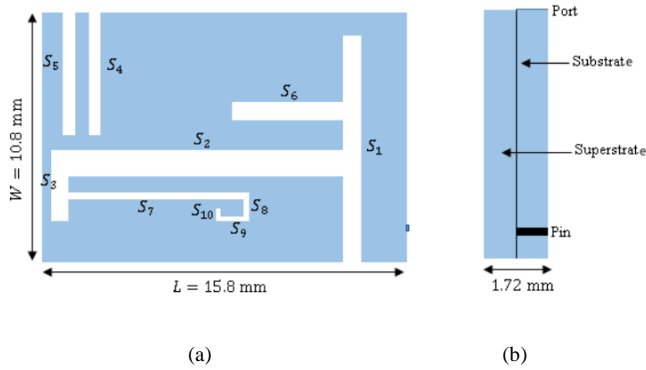 S₅
S₄
S₆
S₂
S₁
S₃
S₇
S₁₀
S₈
S₉
W = 10.8 mm
L = 15.8 mm
Port
Substrate
Superstrate
Pin
1.72 mm
(a)
(b)